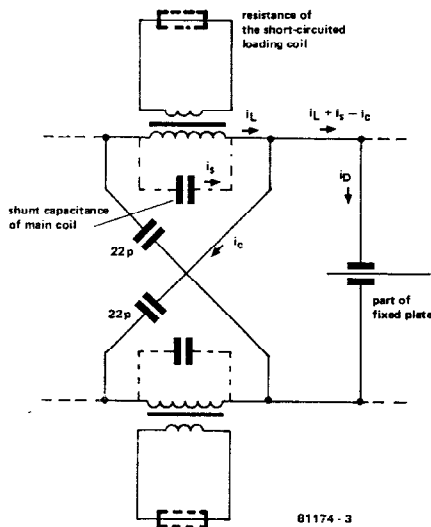 resistance of
the short-circuited
loading coil
iL
iL + is – ic
is
iD
shunt capacitance
of main coil
22p
ic
22p
part of
fixed plate
81174 - 3